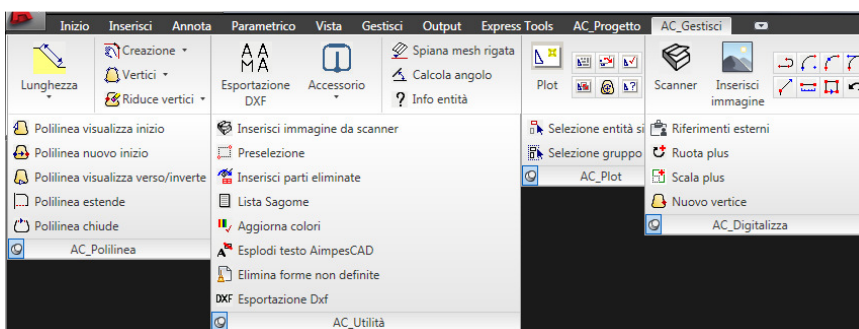 Inizio Inserisci Annota Parametrico Vista Gestisci Output Express Tools AC_Progetto AC_Gestisci
Lunghezza
Creazione
Vertici
Riduce vertici
Polilinea visualizza inizio
Polilinea nuovo inizio
Polilinea visualizza verso/inverte
Polilinea estende
Polilinea chiude
AC_Polilinea
Esportazione
DXF
Accessorio
Spiana mesh rigata
Calcola angolo
Info entità
Inserisci immagine da scanner
Preselezione
Inserisci parti eliminate
Lista Sagome
Aggiorna colori
Esplodi testo AimpesCAD
Elimina forme non definite
DXF Esportazione Dxf
AC_Utilità
Plot
Selezione entità si
Selezione gruppo
AC_Plot
Scanner
Inserisci
immagine
Riferimenti esterni
Ruota plus
Scala plus
Nuovo vertice
AC_Digitalizza